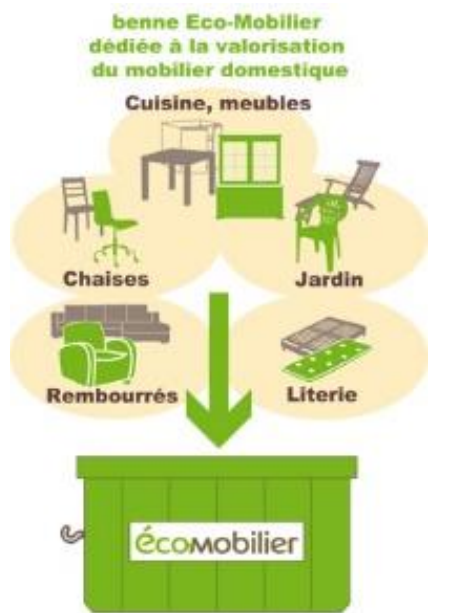 benne Eco-Mobilier
dédiée à la valorisation
du mobilier domestique
Cuisine, meubles
Chaises
Jardin
Rembourrés
Literie
écomobilier